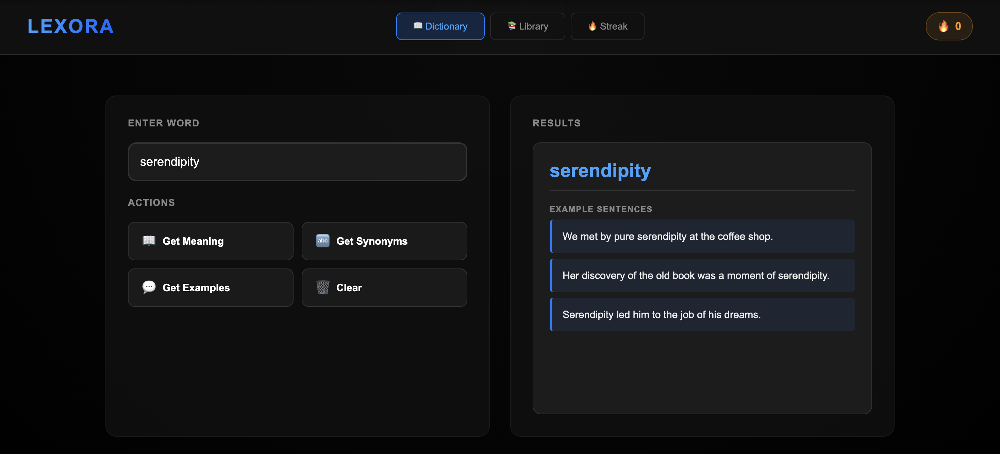 LEXORA
📖 Dictionary
📚 Library
🔥 Streak
🔥 0
ENTER WORD
serendipity
ACTIONS
📖 Get Meaning
🔤 Get Synonyms
💬 Get Examples
🗑️ Clear
RESULTS
serendipity
EXAMPLE SENTENCES
We met by pure serendipity at the coffee shop.
Her discovery of the old book was a moment of serendipity.
Serendipity led him to the job of his dreams.